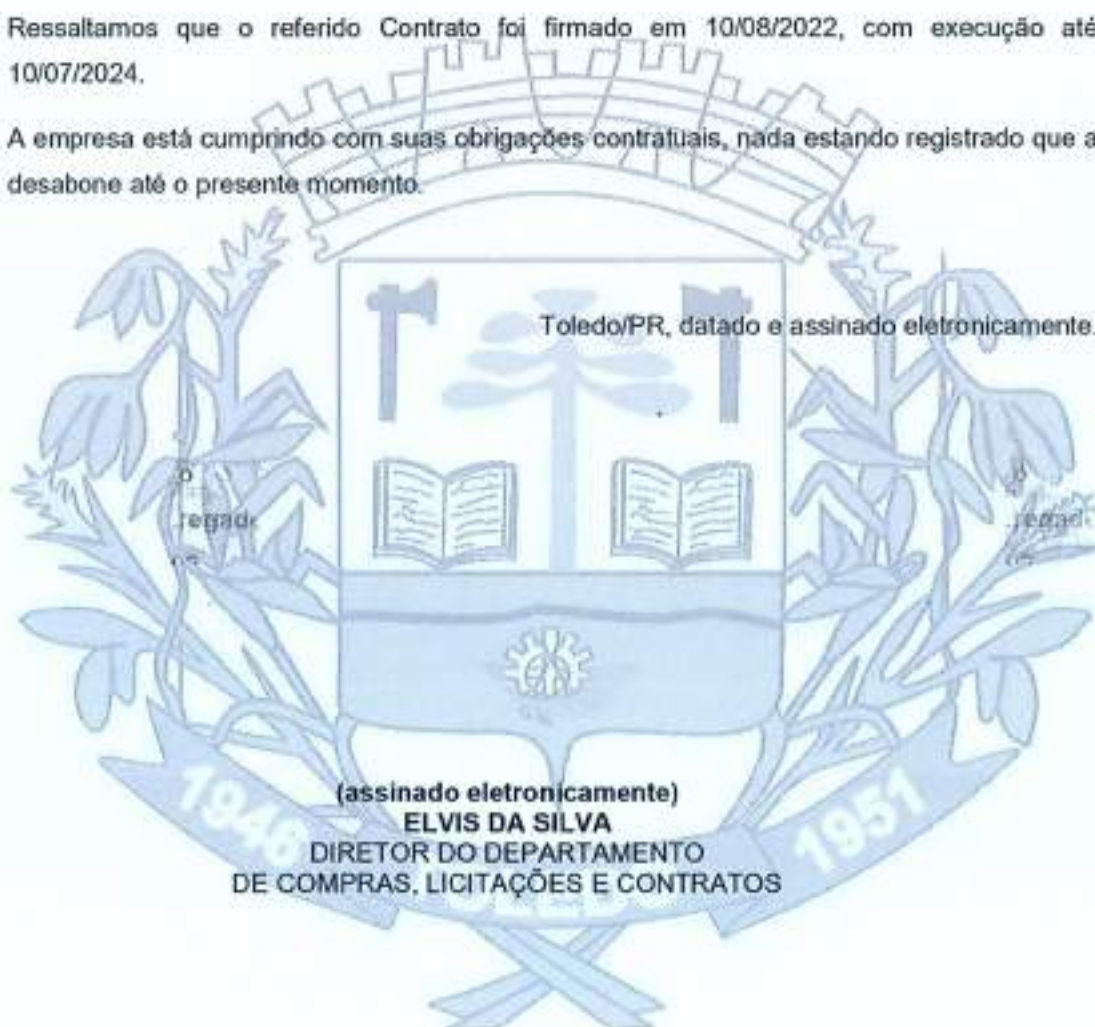 Ressaltamos que o referido Contrato foi firmado em 10/08/2022, com execução até
10/07/2024.
A empresa está cumprindo com suas obrigações contratuais, nada estando registrado que a
desabone até o presente momento.
Toledo/PR, datado e assinado eletronicamente.
(assinado eletronicamente)
ELVIS DA SILVA
DIRETOR DO DEPARTAMENTO
DE COMPRAS, LICITAÇÕES E CONTRATOS
1946
1951